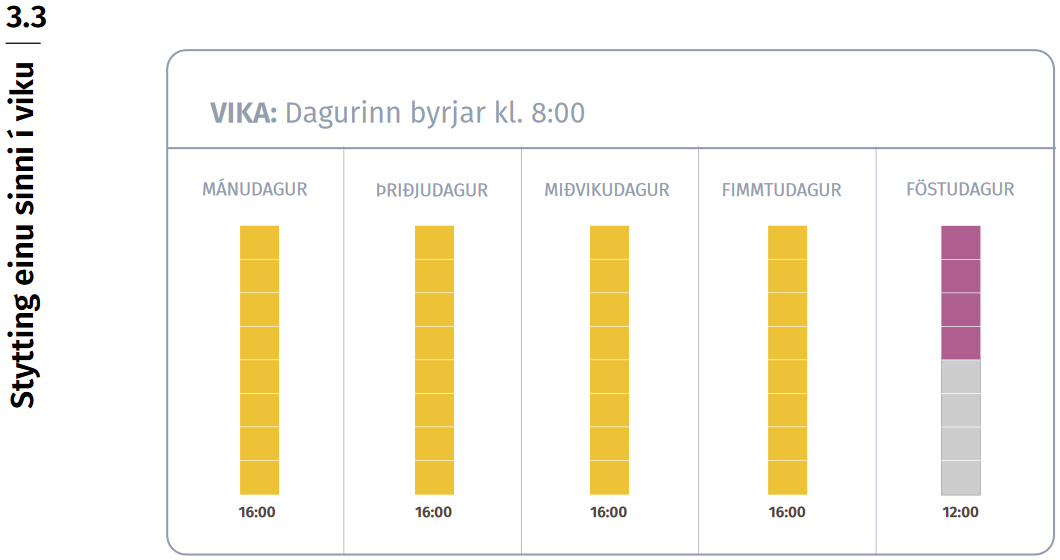 3.3
Stytting einu sinni í viku
VIKA: Dagurinn byrjar kl. 8:00
MÁNUDAGUR ÞRIÐJUDAGUR MIÐVIKUDAGUR FIMMTUDAGUR FÖSTUDAGUR
16:00 16:00 16:00 16:00 12:00